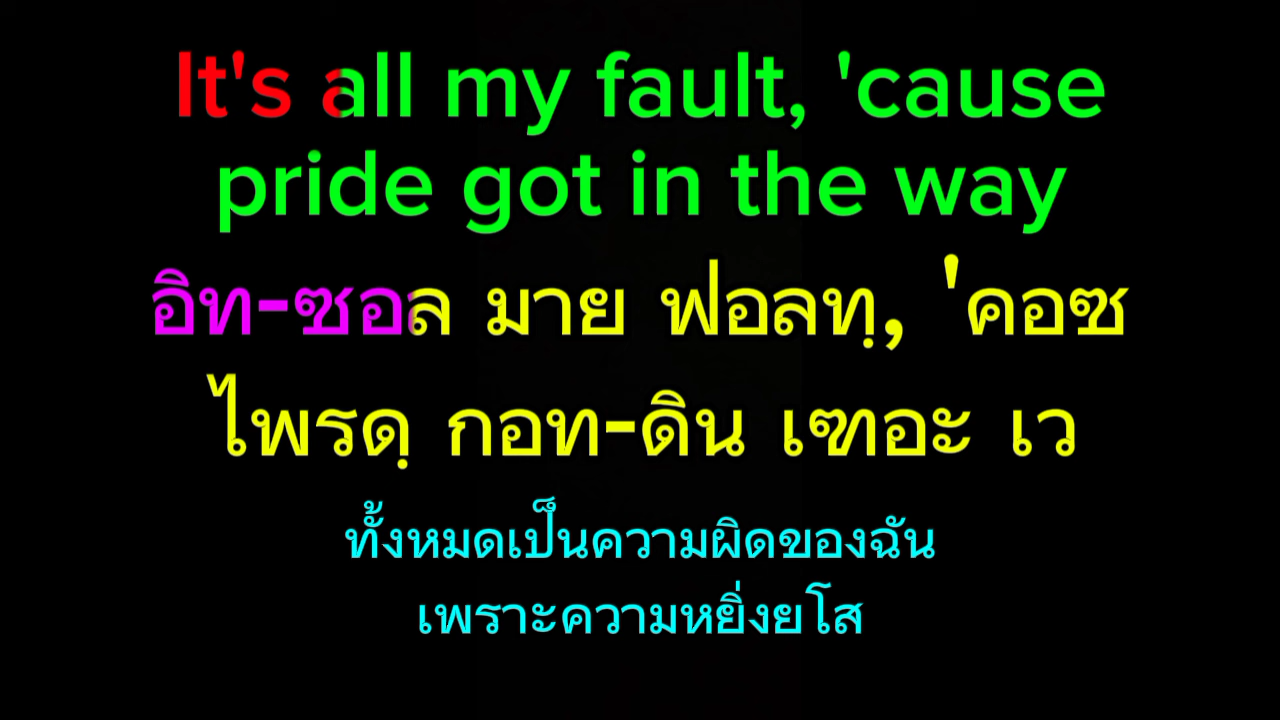 It's all my fault, 'cause
pride got in the way
อิท-ซอล มาย ฟอลทฺ, 'คอซ
ไพรดฺ กอท-ดิน เฑอะ เว
ทั้งหมดเป็นความผิดของฉัน
เพราะความหยิ่งยโส